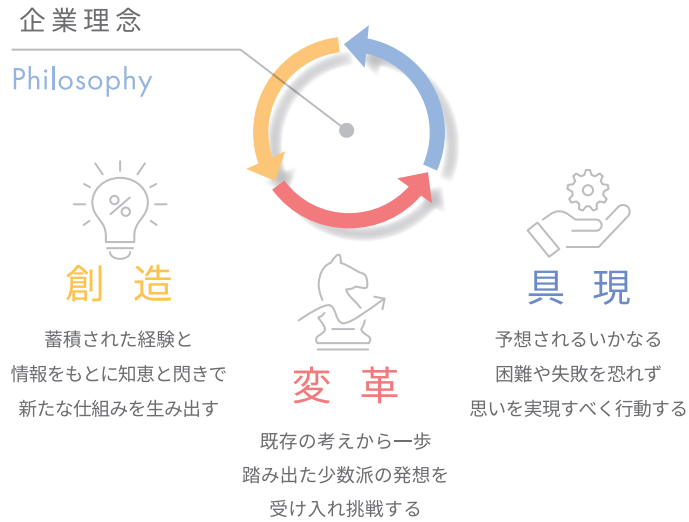 企業理念
Philosophy
%
創造
蓄積された経験と
情報をもとに知恵と閃きで
新たな仕組みを生み出す
変革
既存の考えから一歩
踏み出た少数派の発想を
受け入れ挑戦する
具現
予想されるいかなる
困難や失敗を恐れず
思いを実現すべく行動する